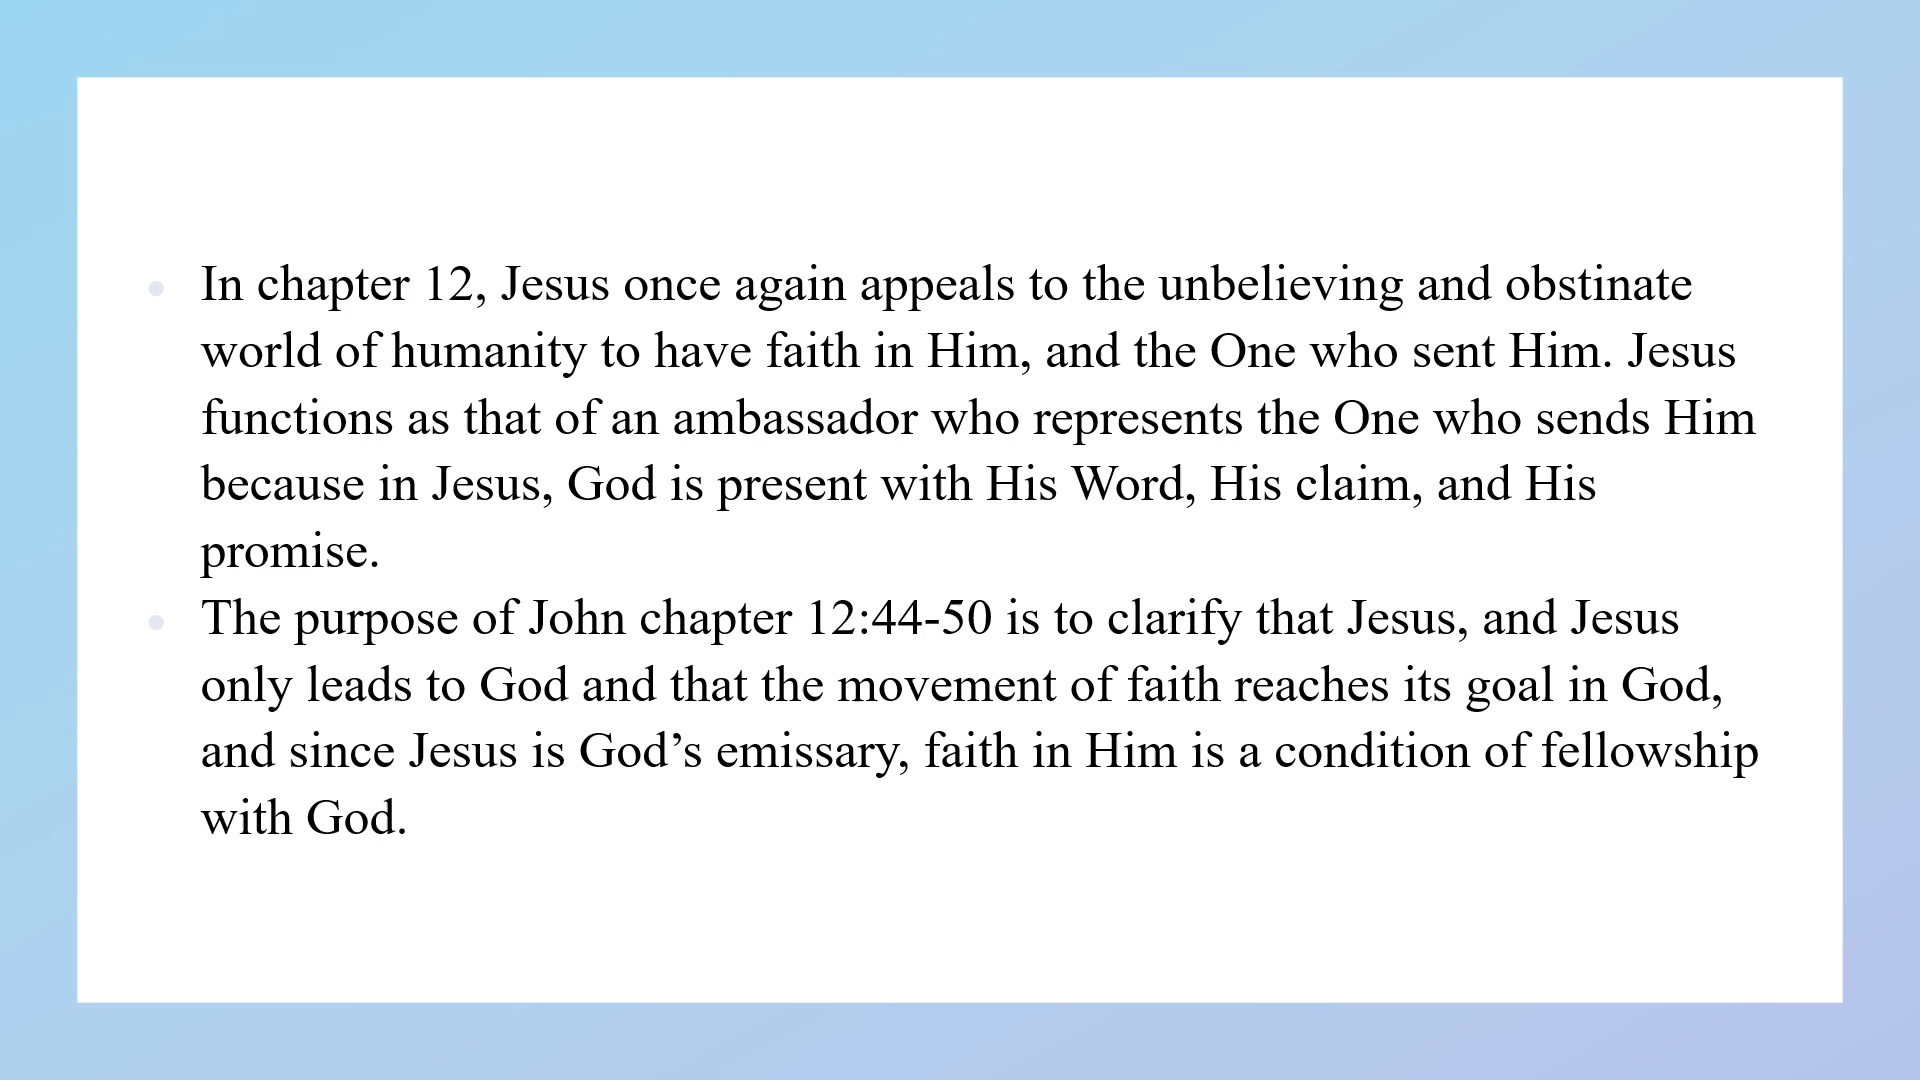 In chapter 12, Jesus once again appeals to the unbelieving and obstinate
world of humanity to have faith in Him, and the One who sent Him. Jesus
functions as that of an ambassador who represents the One who sends Him
because in Jesus, God is present with His Word, His claim, and His
promise.
The purpose of John chapter 12:44-50 is to clarify that Jesus, and Jesus
only leads to God and that the movement of faith reaches its goal in God,
and since Jesus is God’s emissary, faith in Him is a condition of fellowship
with God.